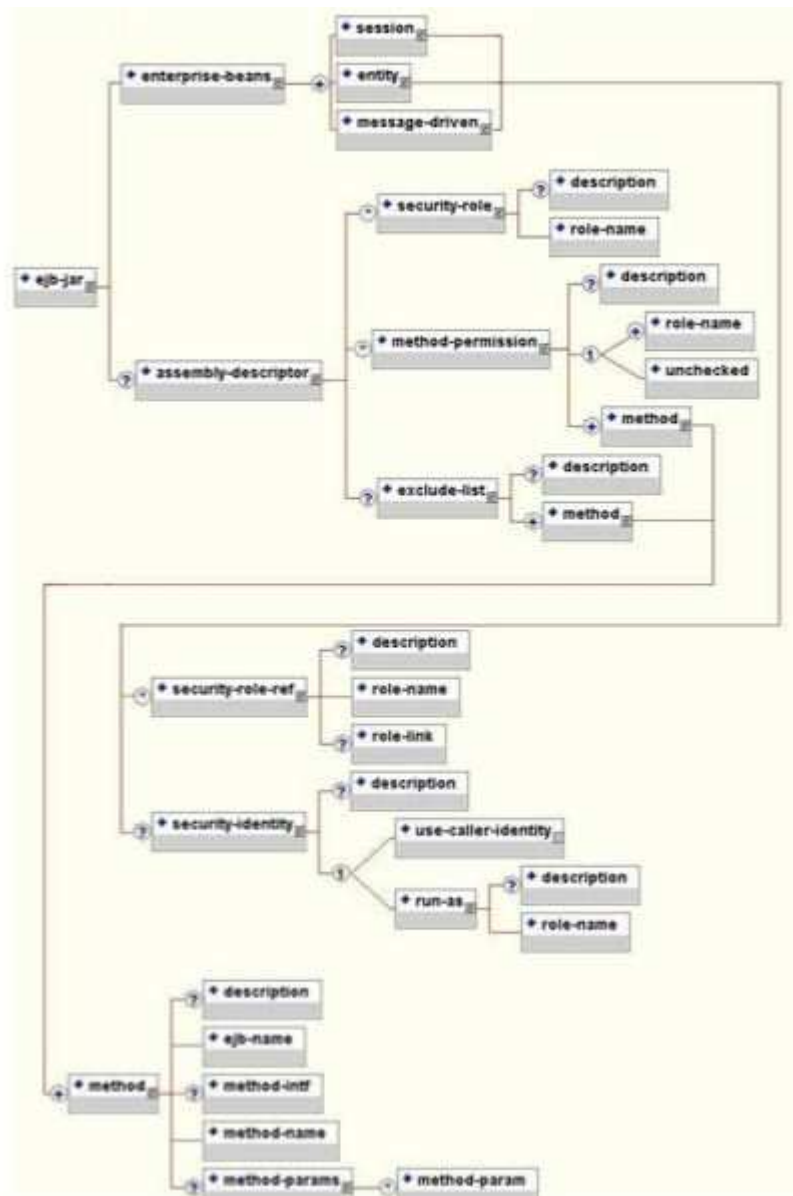 session
enterprise-beans
entity
message-driven
description
security-role
role-name
ejb-jar
description
role-name
method-permission
unchecked
assembly-descriptor
method
description
exclude-list
method
description
security-role-ref
role-name
role-link
description
security-identity
use-caller-identity
description
run-as
role-name
description
ejb-name
method
method-intf
method-name
method-params
method-param